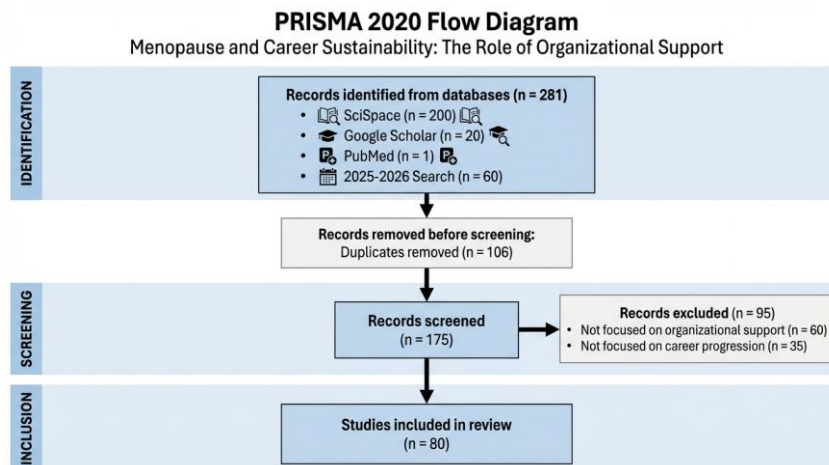 PRISMA 2020 Flow Diagram
Menopause and Career Sustainability: The Role of Organizational Support
IDENTIFICATION
Records identified from databases (n = 281)
• SciSpace (n = 200)
• Google Scholar (n = 20)
• PubMed (n = 1)
• 2025-2026 Search (n = 60)
Records removed before screening:
Duplicates removed (n = 106)
SCREENING
Records screened
(n = 175)
Records excluded (n = 95)
• Not focused on organizational support (n = 60)
• Not focused on career progression (n = 35)
INCLUSION
Studies included in review
(n = 80)